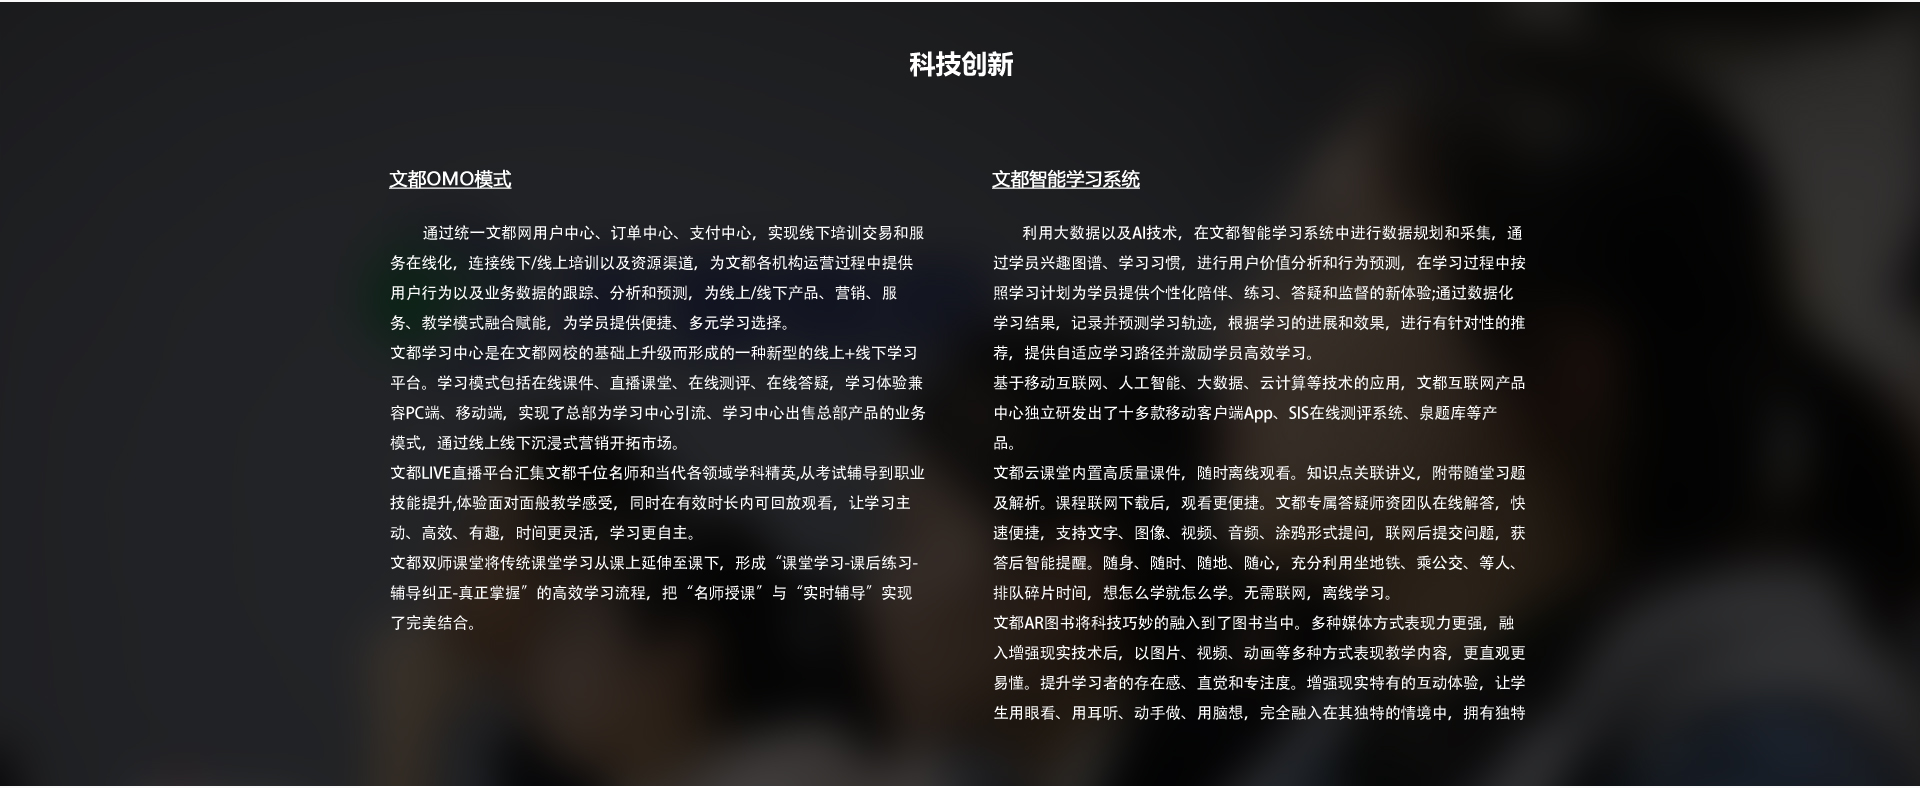 科技创新
文都OMO模式
通过统一文都网用户中心、订单中心、支付中心，实现线下培训交易和服
务在线化，连接线下/线上培训以及资源渠道，为文都各机构运营过程中提供
用户行为以及业务数据的跟踪、分析和预测，为线上/线下产品、营销、服
务、教学模式融合赋能，为学员提供便捷、多元学习选择。
文都学习中心是在文都网校的基础上升级而形成的一种新型的线上+线下学习
平台。学习模式包括在线课件、直播课堂、在线测评、在线答疑，学习体验兼
容PC端、移动端，实现了总部为学习中心引流、学习中心出售总部产品的业务
模式，通过线上线下沉浸式营销开拓市场。
文都LIVE直播平台汇集文都千位名师和当代各领域学科精英,从考试辅导到职业
技能提升,体验面对面般教学感受，同时在有效时长内可回放观看，让学习主
动、高效、有趣，时间更灵活，学习更自主。
文都双师课堂将传统课堂学习从课上延伸至课下，形成“课堂学习-课后练习-
辅导纠正-真正掌握”的高效学习流程，把“名师授课”与“实时辅导”实现
了完美结合。
文都智能学习系统
利用大数据以及AI技术，在文都智能学习系统中进行数据规划和采集，通
过学员兴趣图谱、学习习惯，进行用户价值分析和行为预测，在学习过程中按
照学习计划为学员提供个性化陪伴、练习、答疑和监督的新体验;通过数据化
学习结果，记录并预测学习轨迹，根据学习的进展和效果，进行有针对性的推
荐，提供自适应学习路径并激励学员高效学习。
基于移动互联网、人工智能、大数据、云计算等技术的应用，文都互联网产品
中心独立研发出了十多款移动客户端App、SIS在线测评系统、泉题库等产
品。
文都云课堂内置高质量课件，随时离线观看。知识点关联讲义，附带随堂习题
及解析。课程联网下载后，观看更便捷。文都专属答疑师资团队在线解答，快
速便捷，支持文字、图像、视频、音频、涂鸦形式提问，联网后提交问题，获
答后智能提醒。随身、随时、随地、随心，充分利用坐地铁、乘公交、等人、
排队碎片时间，想怎么学就怎么学。无需联网，离线学习。
文都AR图书将科技巧妙的融入到了图书当中。多种媒体方式表现力更强，融
入增强现实技术后，以图片、视频、动画等多种方式表现教学内容，更直观更
易懂。提升学习者的存在感、直觉和专注度。增强现实特有的互动体验，让学
生用眼看、用耳听、动手做、用脑想，完全融入在其独特的情境中，拥有独特